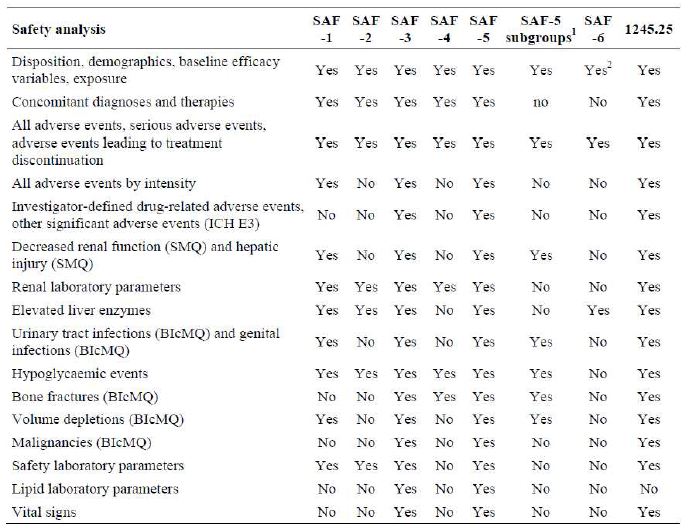 Safety analysis SAF -1 SAF -2 SAF -3 SAF -4 SAF -5 SAF-5 subgroups1 SAF -6 1245.25
Disposition, demographics, baseline efficacy
variables, exposure Yes Yes Yes Yes Yes Yes Yes2 Yes
Concomitant diagnoses and therapies Yes Yes Yes Yes Yes no No Yes
All adverse events, serious adverse events,
adverse events leading to treatment Yes Yes Yes Yes Yes Yes Yes Yes
discontinuation
All adverse events by intensity Yes No Yes No Yes No No Yes
Investigator-defined drug-related adverse events,
other significant adverse events (ICH E3) No No Yes No Yes No No Yes
Decreased renal function (SMQ) and hepatic
injury (SMQ) Yes No Yes No Yes Yes No Yes
Renal laboratory parameters Yes Yes Yes Yes Yes No No Yes
Elevated liver enzymes Yes Yes Yes No Yes No Yes Yes
Urinary tract infections (BIcMQ) and genital
infections (BIcMQ) Yes No Yes No Yes Yes No Yes
Hypoglycaemic events Yes Yes Yes Yes Yes Yes No Yes
Bone fractures (BIcMQ) No No Yes Yes Yes Yes No Yes
Volume depletions (BIcMQ) Yes No Yes No Yes Yes No Yes
Malignancies (BIcMQ) No No Yes No Yes No No Yes
Safety laboratory parameters Yes Yes Yes No Yes No No Yes
Lipid laboratory parameters No No Yes No Yes No No No
Vital signs No No Yes No Yes No No Yes